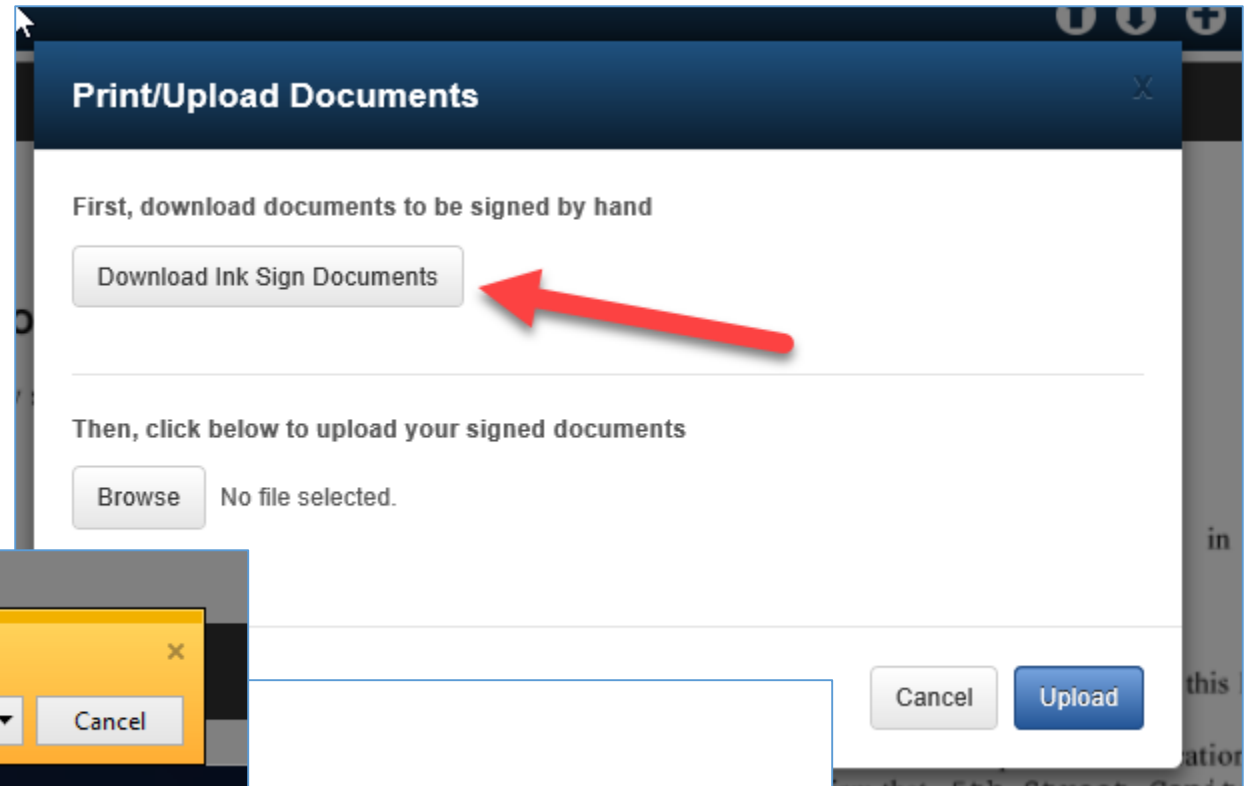 Print/Upload Documents
X
First, download documents to be signed by hand
Download Ink Sign Documents
Then, click below to upload your signed documents
Browse No file selected.
in
×
Cancel
Cancel Upload
this